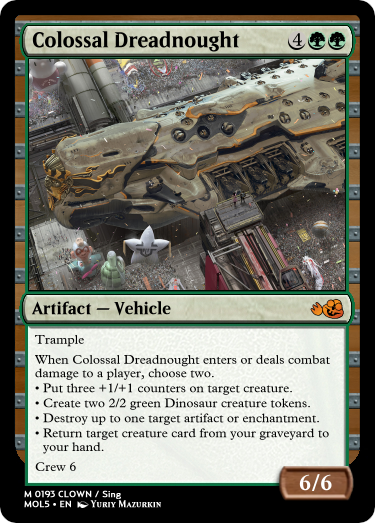 Colossal Dreadnought 4
Artifact — Vehicle
Trample
When Colossal Dreadnought enters or deals combat
damage to a player, choose two.
• Put three +1/+1 counters on target creature.
• Create two 2/2 green Dinosaur creature tokens.
• Destroy up to one target artifact or enchantment.
• Return target creature card from your graveyard to
your hand.
Crew 6
6/6
M 0193 CLOWN / Sing
MOL5 • EN Yuriy Mazurkin